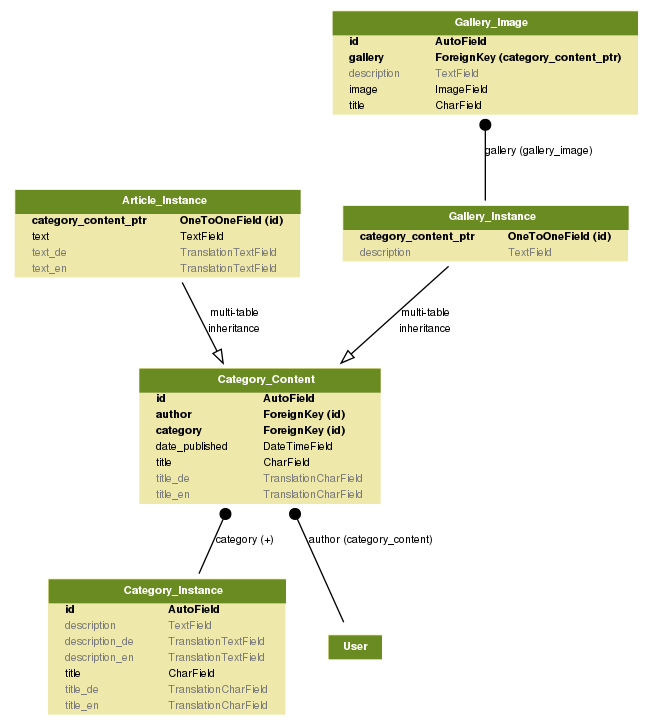 Gallery_Image
id AutoField
gallery ForeignKey (category_content_ptr)
description TextField
image ImageField
title CharField
gallery (gallery_image)
Article_Instance
category_content_ptr OneToOneField (id)
text TextField
text_de TranslationTextField
text_en TranslationTextField
Gallery_Instance
category_content_ptr OneToOneField (id)
description TextField
multi-table
inheritance
multi-table
inheritance
Category_Content
id AutoField
author ForeignKey (id)
category ForeignKey (id)
date_published DateTimeField
title CharField
title_de TranslationCharField
title_en TranslationCharField
category (+)
author (category_content)
Category_Instance
id AutoField
description TextField
description_de TranslationTextField
description_en TranslationTextField
title CharField
title_de TranslationCharField
title_en TranslationCharField
User